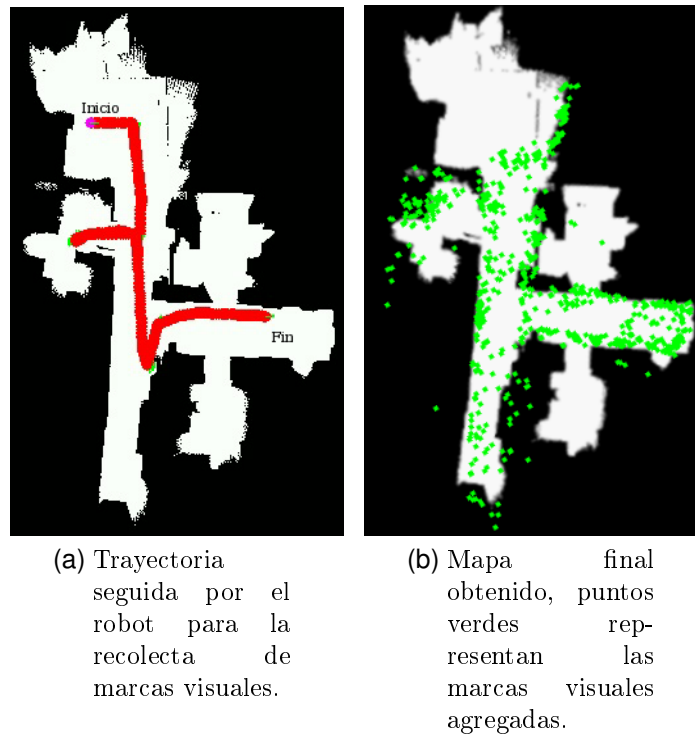 Inicio
Fin
(a) Trayectoria
seguida por el
robot para la
recolecta de
marcas visuales.
(b) Mapa final
obtenido, puntos
verdes rep-
resentan las
marcas visuales
agregadas.